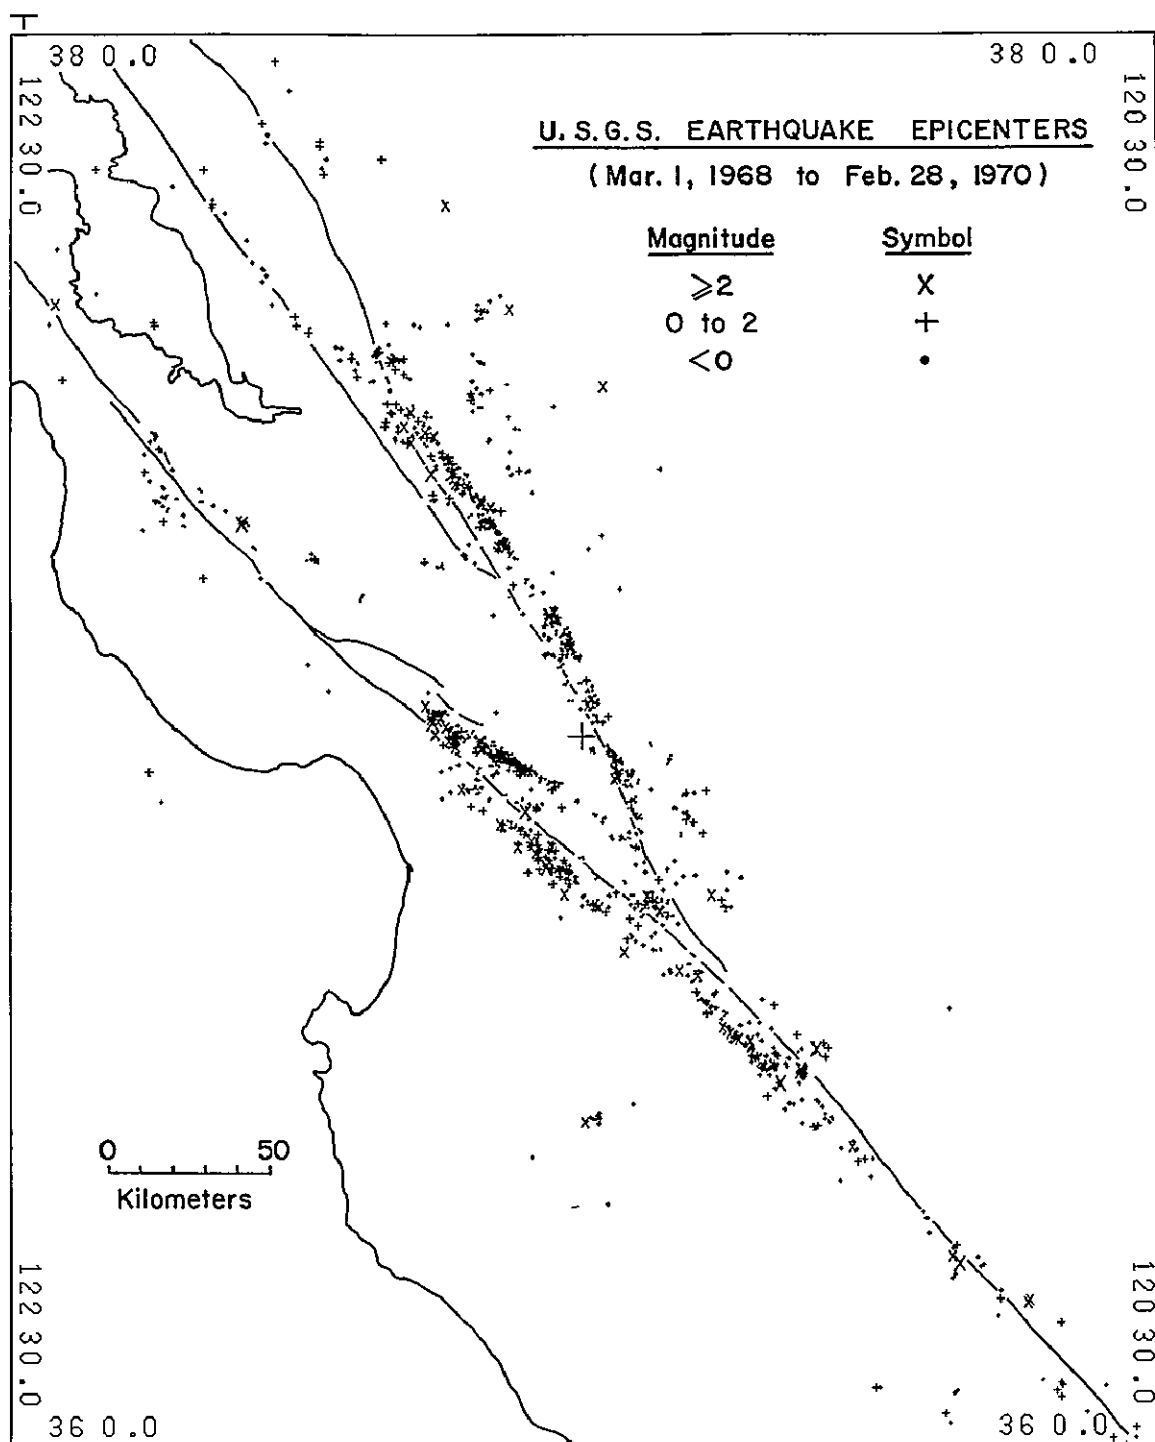 38 0.0
38 0.0
122 30.0
120 30.0
U.S.G.S. EARTHQUAKE EPICENTERS
(Mar. 1, 1968 to Feb. 28, 1970)
Magnitude Symbol
⩾2 X
0 to 2 +
<0 •
0 50
Kilometers
122 30.0
120 30.0
36 0.0
36 0.0